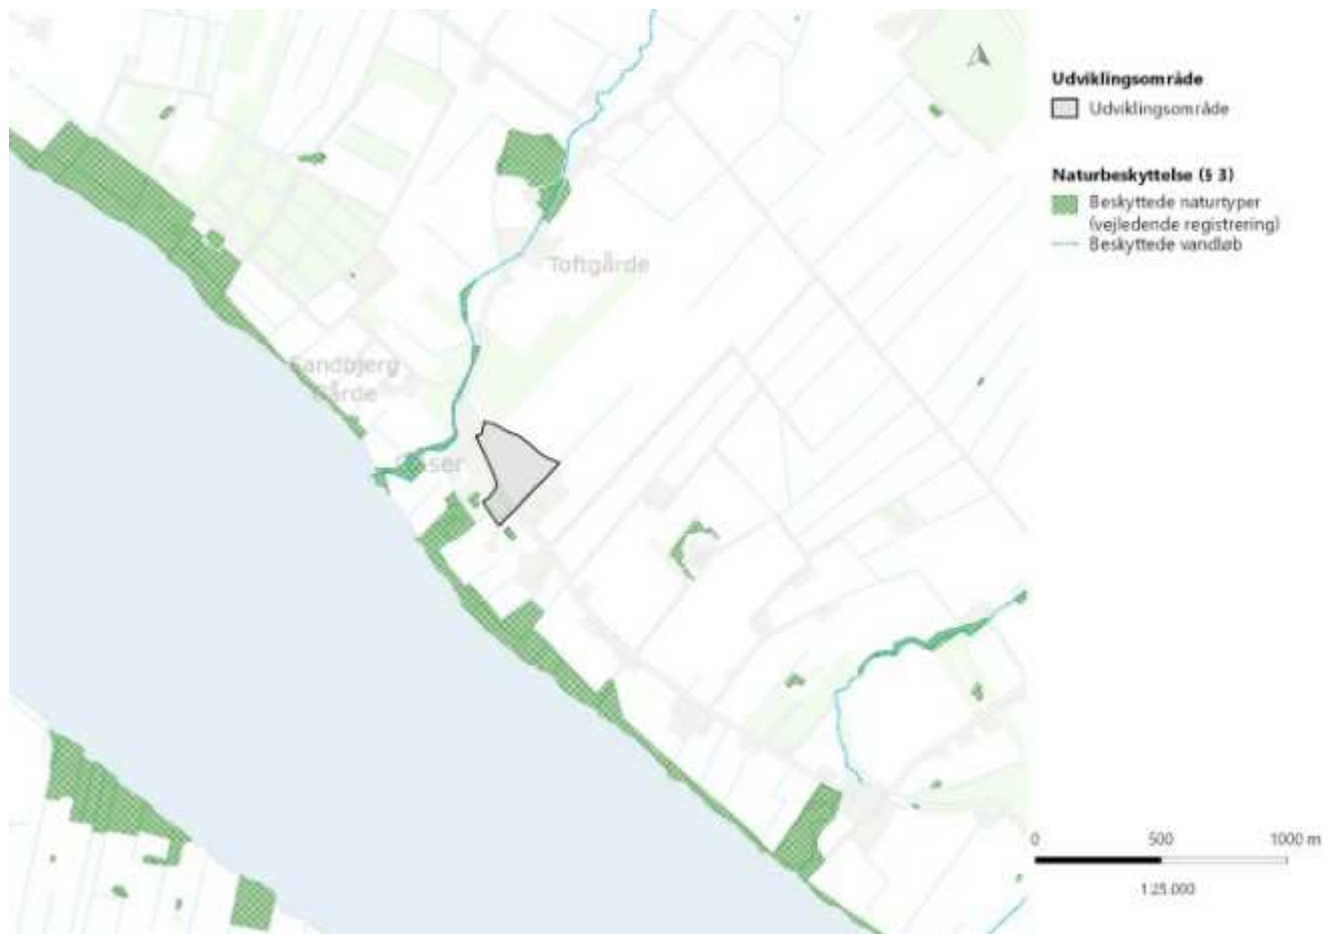 Udviklingsområde
Udviklingsområde
Naturbeskyttelse (§ 3)
Beskyttede naturtyper
(vejledende registrering)
Beskyttede vandløb
Toftgårde
Sandbjerg
Gårde
0 500 1000 m
1:25.000